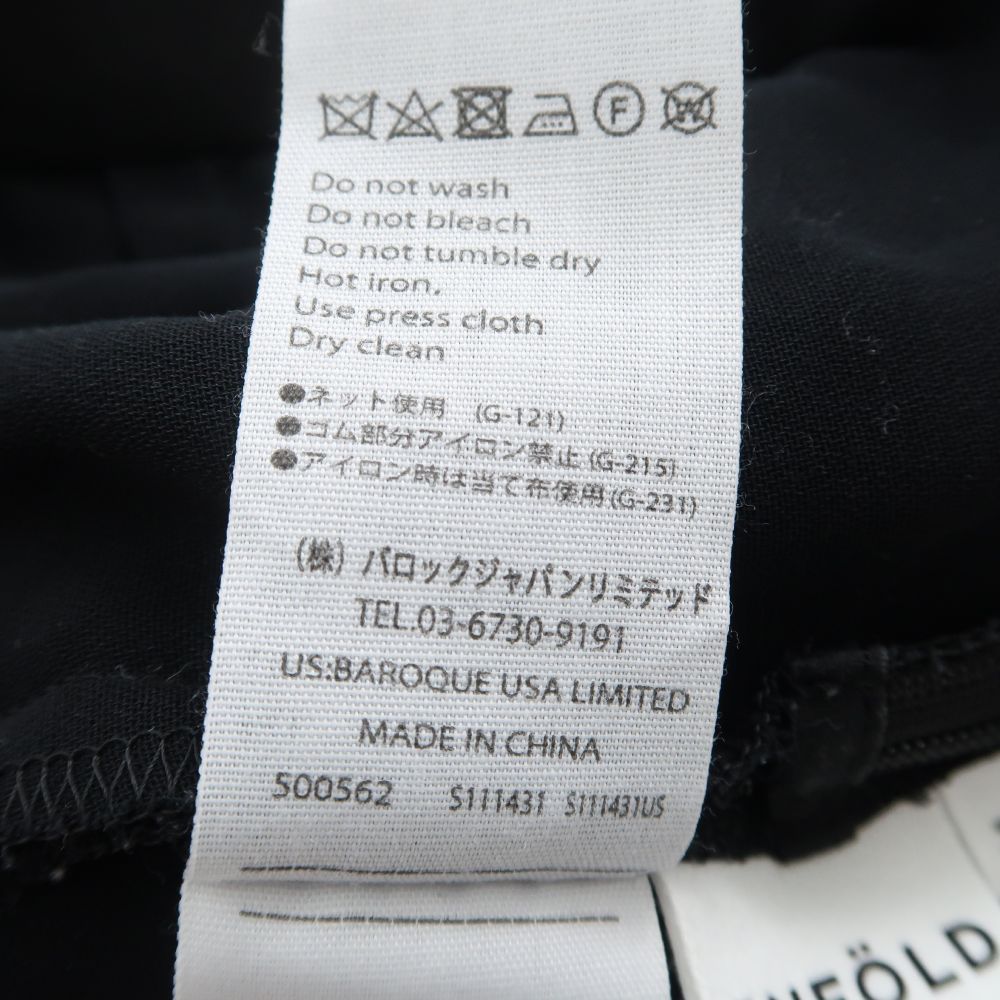 F W
Do not wash
Do not bleach
Do not tumble dry
Hot iron.
Use press cloth
Dry clean
●ネット使用 (G-121)
●ゴム部分アイロン禁止 (G-215)
●アイロン時は当て布使用 (G-231)
(株) バロックジャパンリミテッド
TEL.03-6730-9191
US:BAROQUE USA LIMITED
MADE IN CHINA
500562 S111431 S111431US